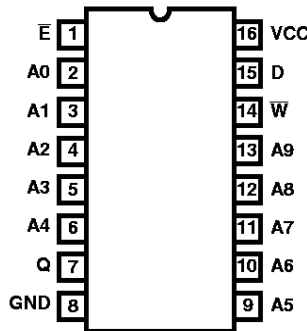 E̅ 1 16 VCC
A0 2 15 D
A1 3 14 W̅
A2 4 13 A9
A3 5 12 A8
A4 6 11 A7
Q 7 10 A6
GND 8 9 A5